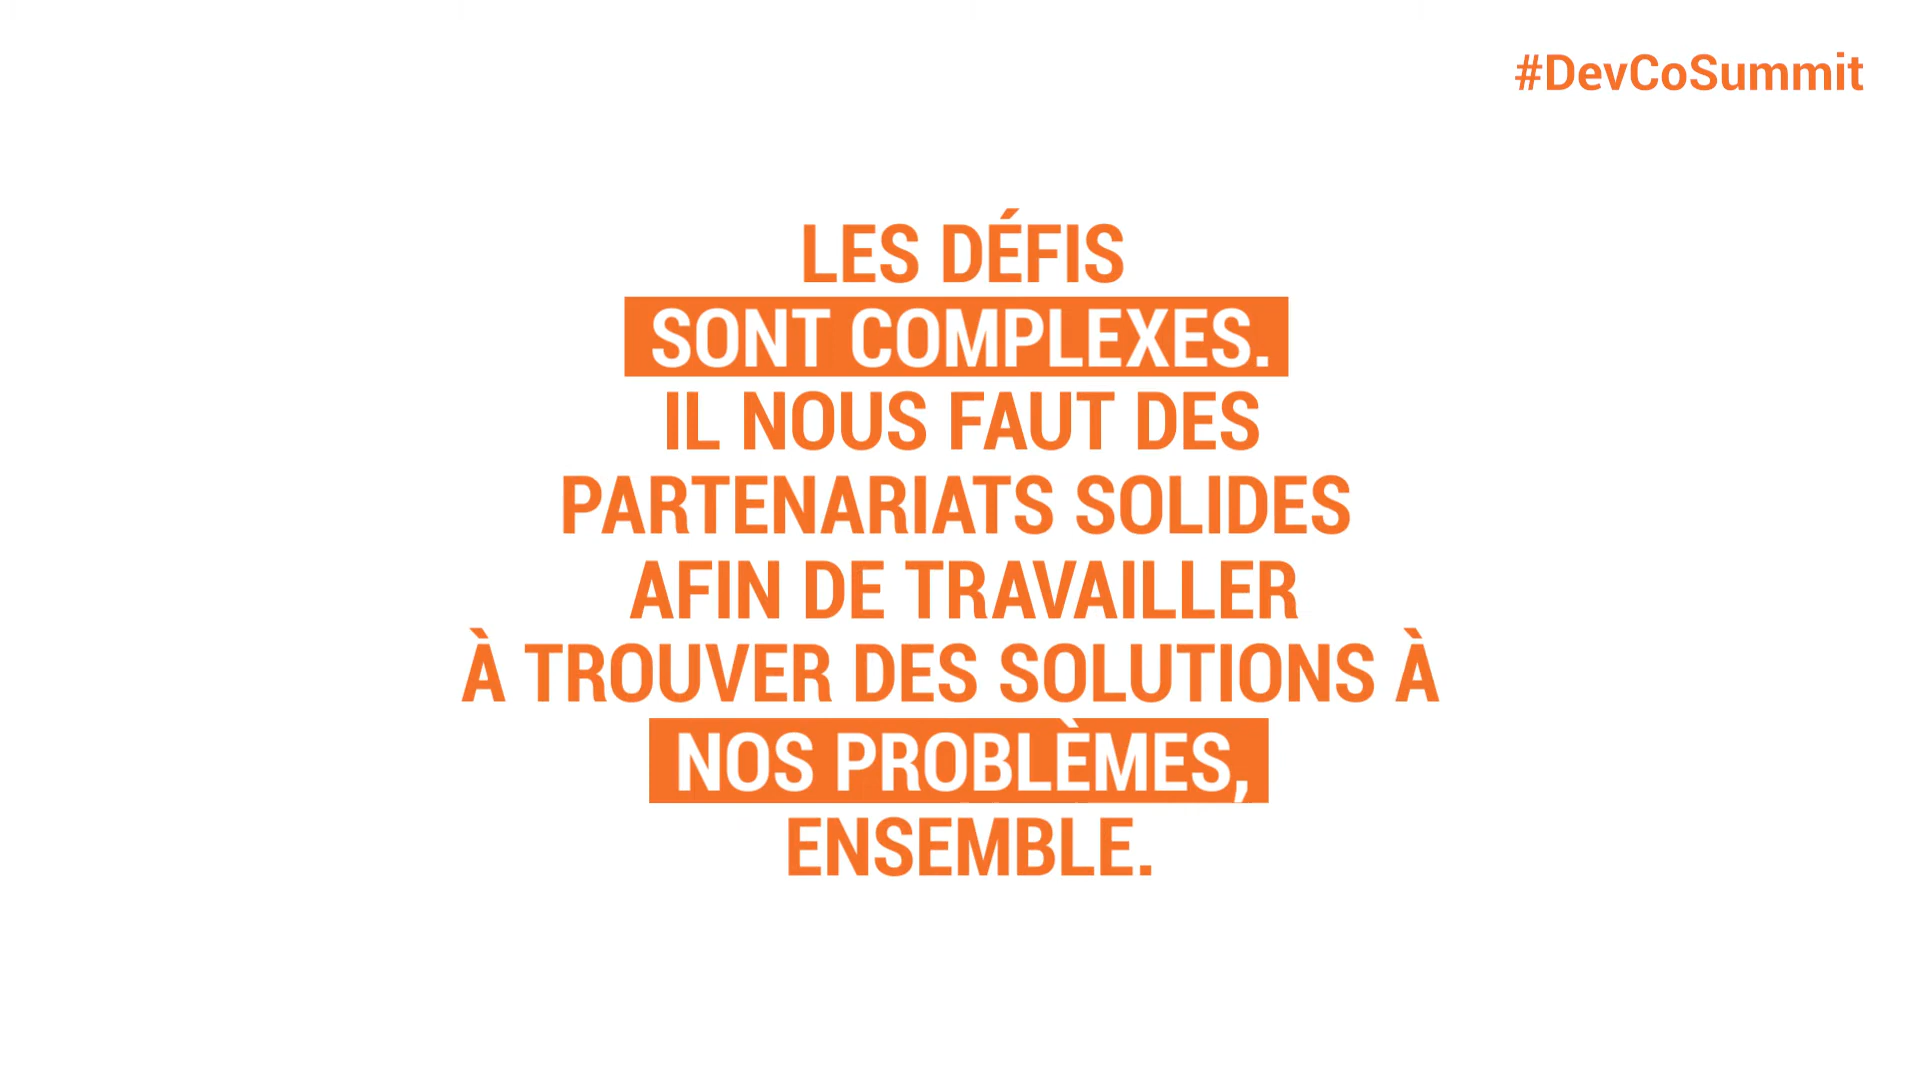 #DevCoSummit
LES DÉFIS
SONT COMPLEXES.
IL NOUS FAUT DES
PARTENARIATS SOLIDES
AFIN DE TRAVAILLER
À TROUVER DES SOLUTIONS À
NOS PROBLÈMES,
ENSEMBLE.